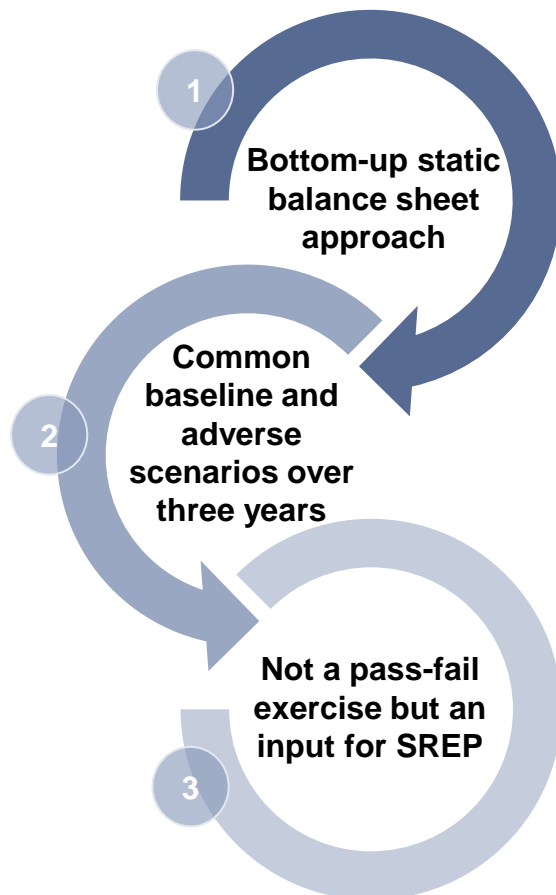 1
Bottom-up static
balance sheet
approach
2
Common
baseline and
adverse
scenarios over
three years
Not a pass-fail
exercise but an
input for SREP
3